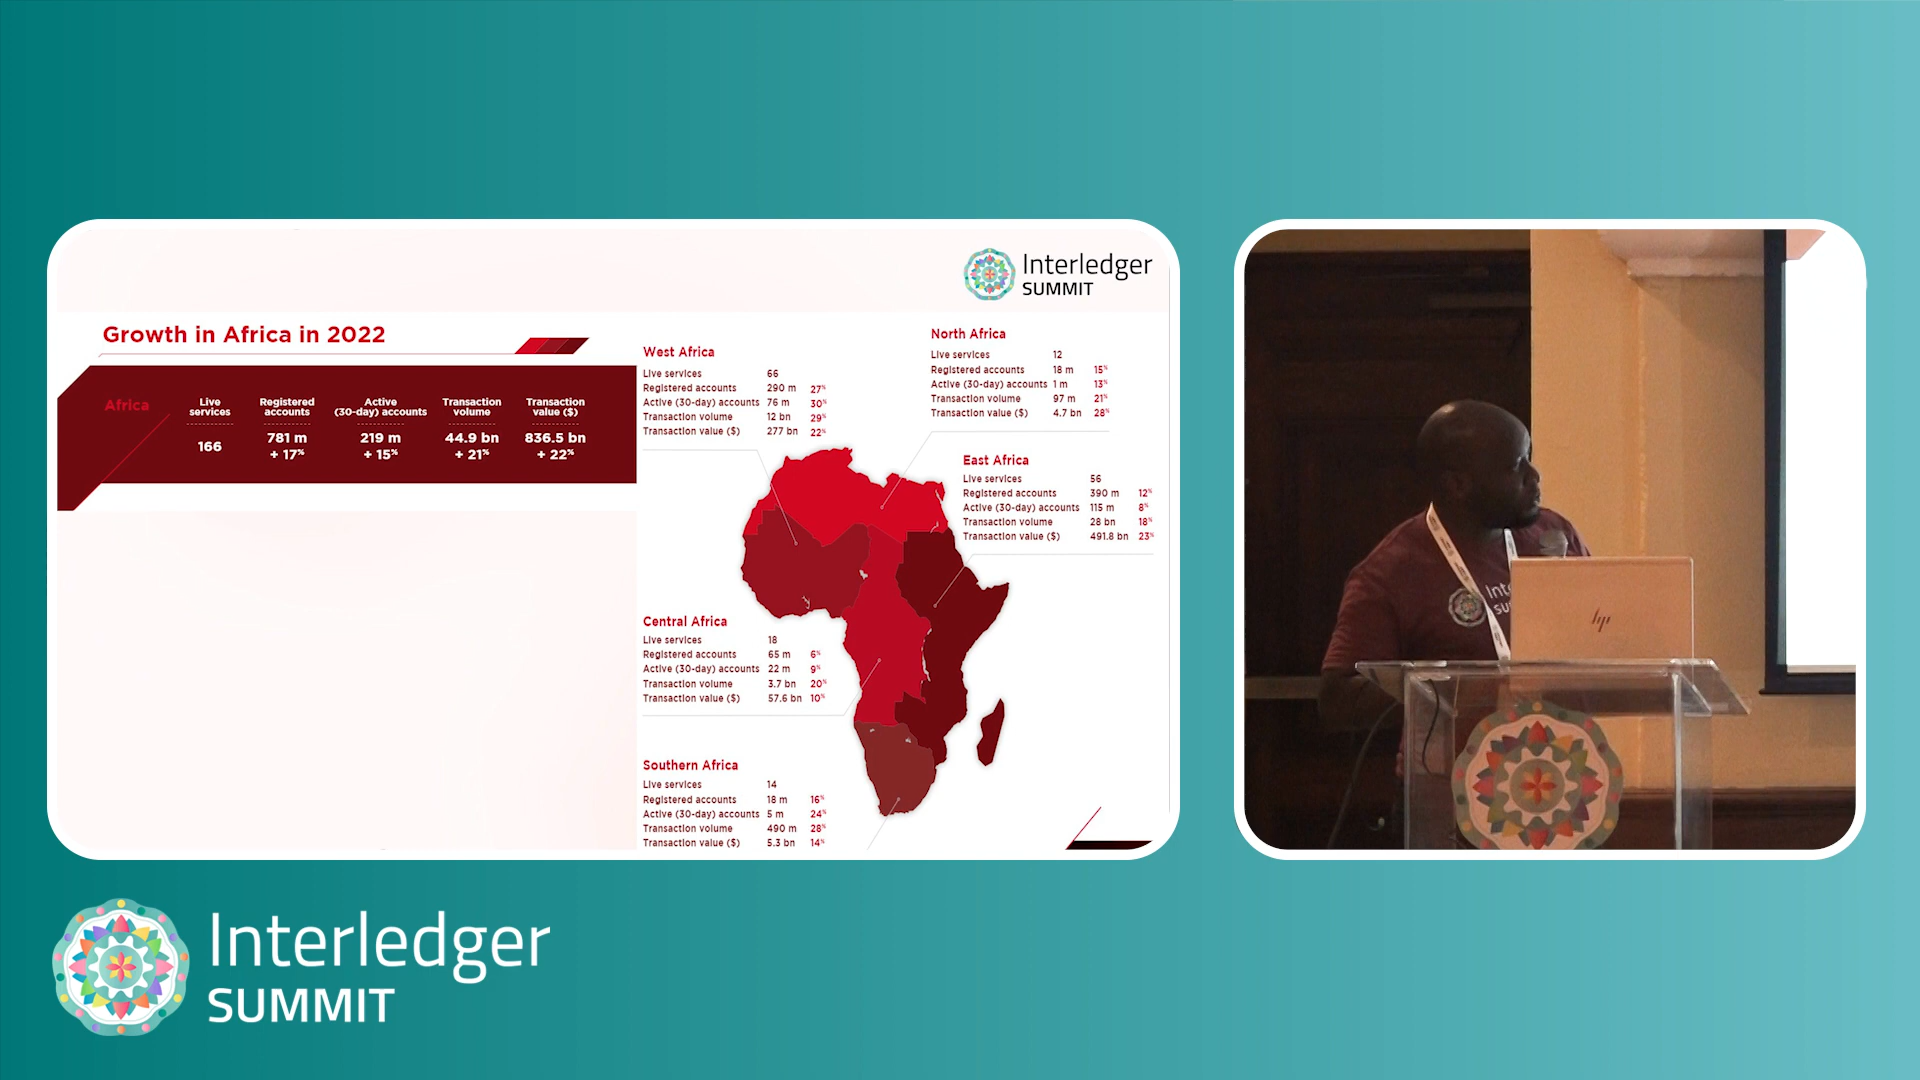 Interledger
SUMMIT
Growth in Africa in 2022
Africa
Live services
Registered accounts
Active (30-day) accounts
Transaction volume
Transaction value ($)
166
781 m
219 m
44.9 bn
836.5 bn
+ 17%
+ 15%
+ 21%
+ 22%
West Africa
Live services 66
Registered accounts 290 m 27%
Active (30-day) accounts 76 m 30%
Transaction volume 12 bn 29%
Transaction value ($) 277 bn 22%
North Africa
Live services 12
Registered accounts 18 m 15%
Active (30-day) accounts 1 m 13%
Transaction volume 97 m 21%
Transaction value ($) 4.7 bn 28%
East Africa
Live services 56
Registered accounts 390 m 12%
Active (30-day) accounts 115 m 8%
Transaction volume 28 bn 18%
Transaction value ($) 491.8 bn 23%
Central Africa
Live services 18
Registered accounts 65 m 6%
Active (30-day) accounts 22 m 9%
Transaction volume 3.7 bn 20%
Transaction value ($) 57.6 bn 10%
Southern Africa
Live services 14
Registered accounts 18 m 16%
Active (30-day) accounts 5 m 24%
Transaction volume 490 m 28%
Transaction value ($) 5.3 bn 14%
Inte
SU
hp
Interledger
SUMMIT